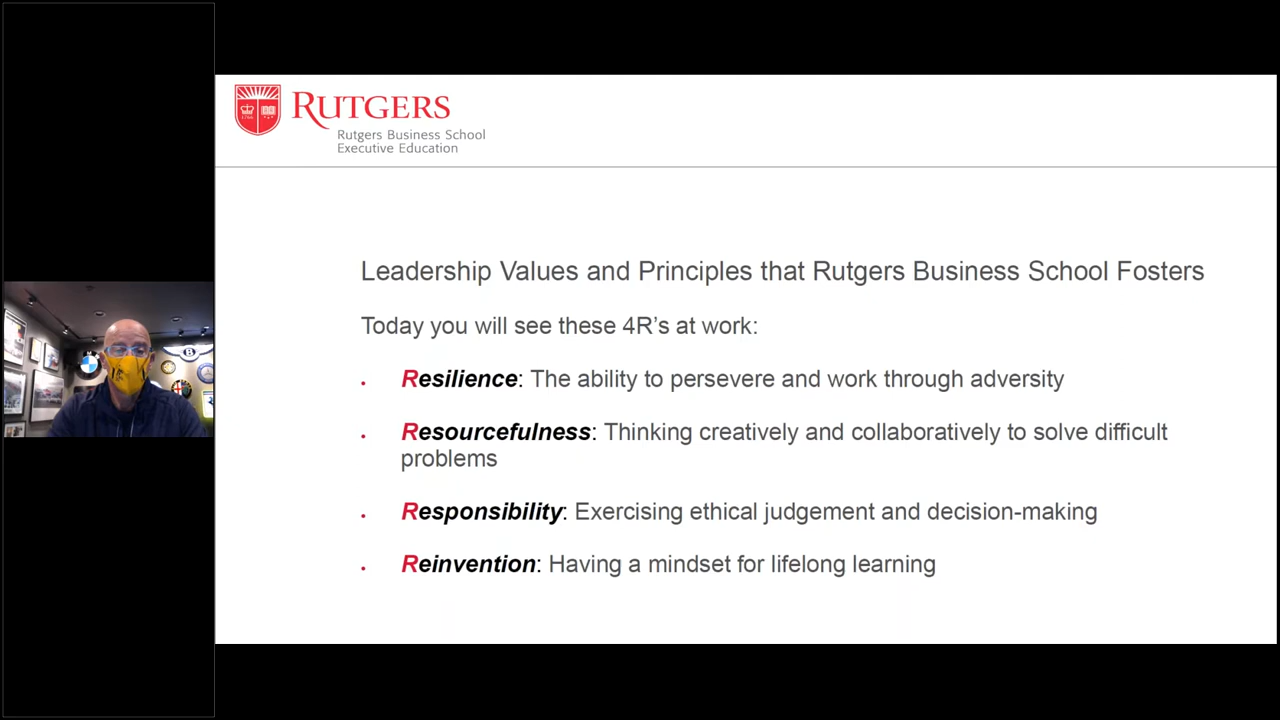 RUTGERS
Rutgers Business School
Executive Education
Leadership Values and Principles that Rutgers Business School Fosters
Today you will see these 4R’s at work:
Resilience: The ability to persevere and work through adversity
Resourcefulness: Thinking creatively and collaboratively to solve difficult
problems
Responsibility: Exercising ethical judgement and decision-making
Reinvention: Having a mindset for lifelong learning